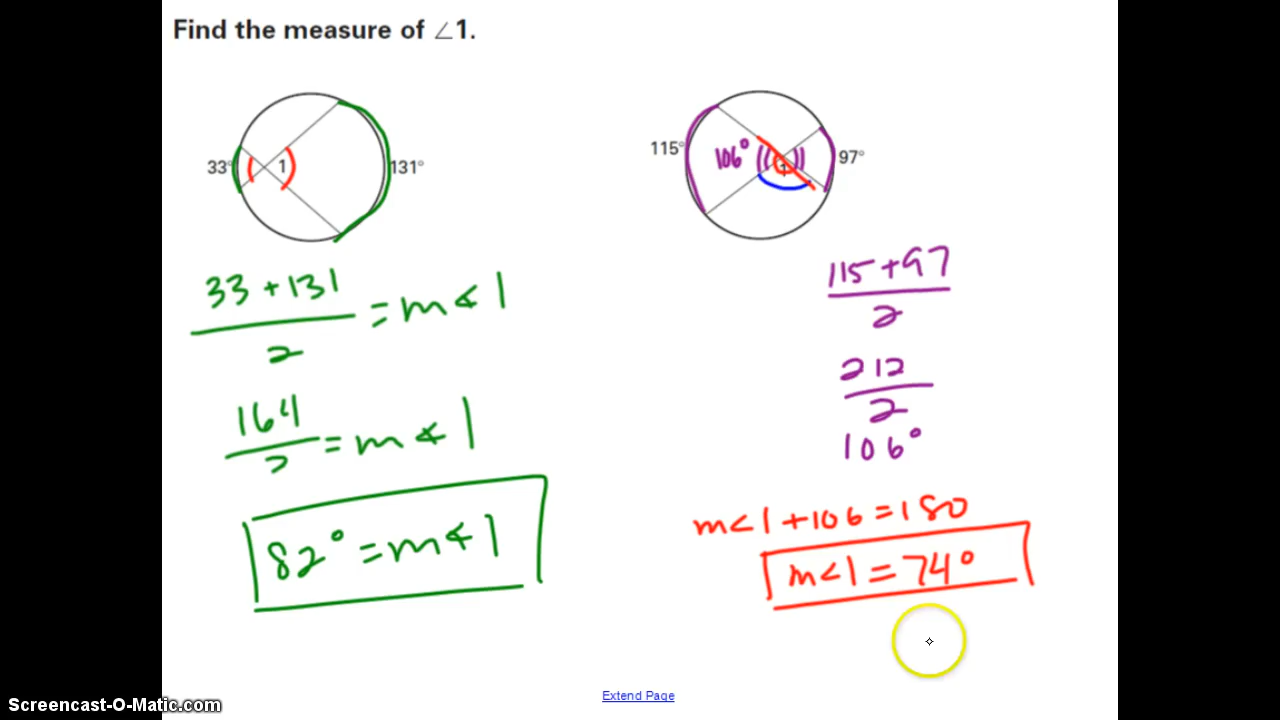 Find the measure of ∠1.
33°
1
131°
115°
106°
1
97°
33 + 131
2
= m∢1
164
2
= m∢1
82° = m∢1
115 + 97
2
212
2
106°
m<1 + 106 = 180
m<1 = 74°
Extend Page
Screencast-O-Matic.com